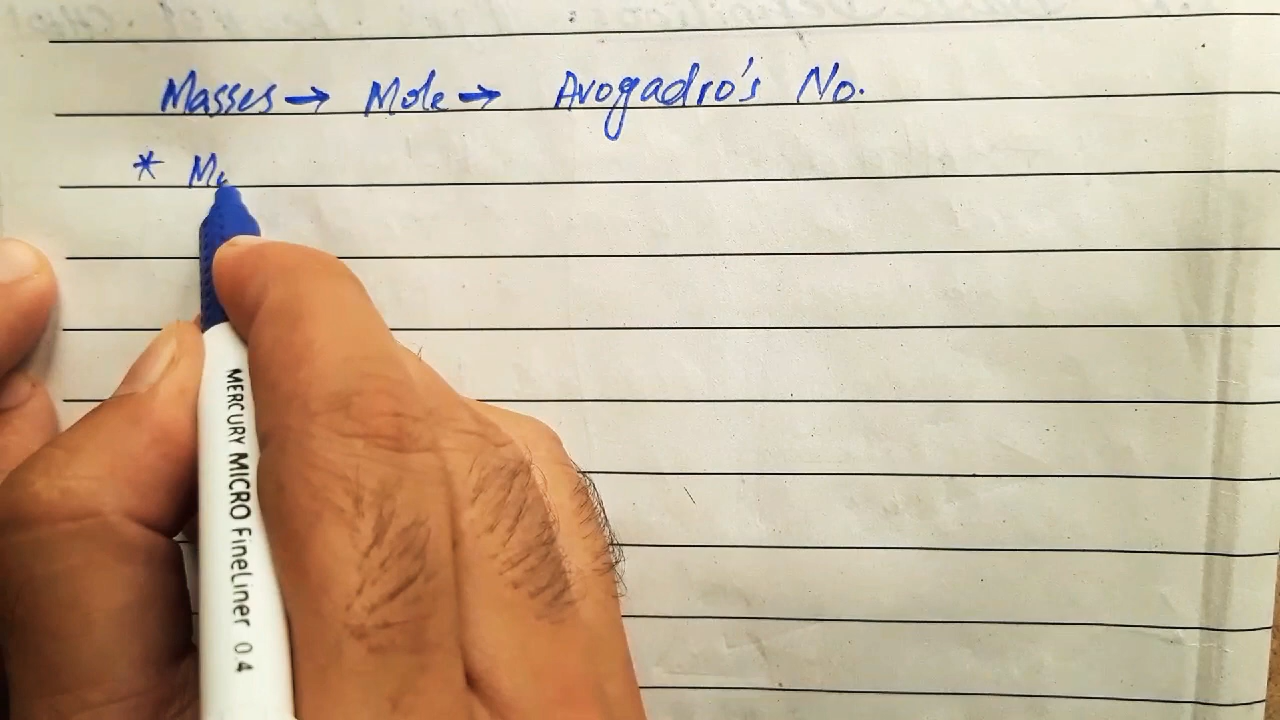 Masses → Mole → Avogadro's No.
* M
MERCURY MICRO FineLiner 0.4